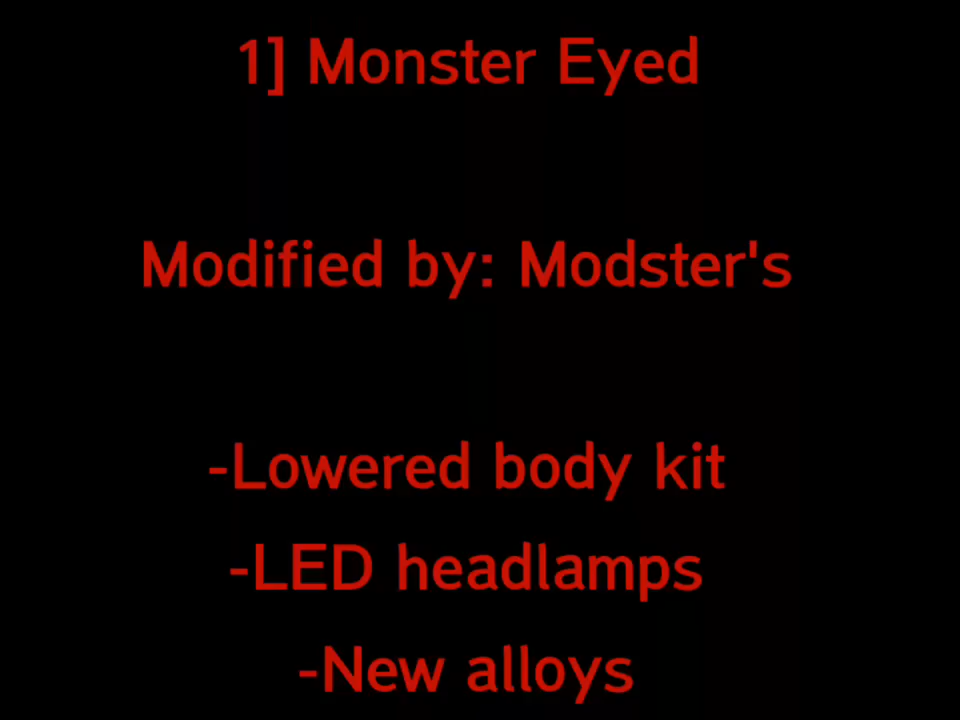 1] Monster Eyed
Modified by: Modster's
-Lowered body kit
-LED headlamps
-New alloys